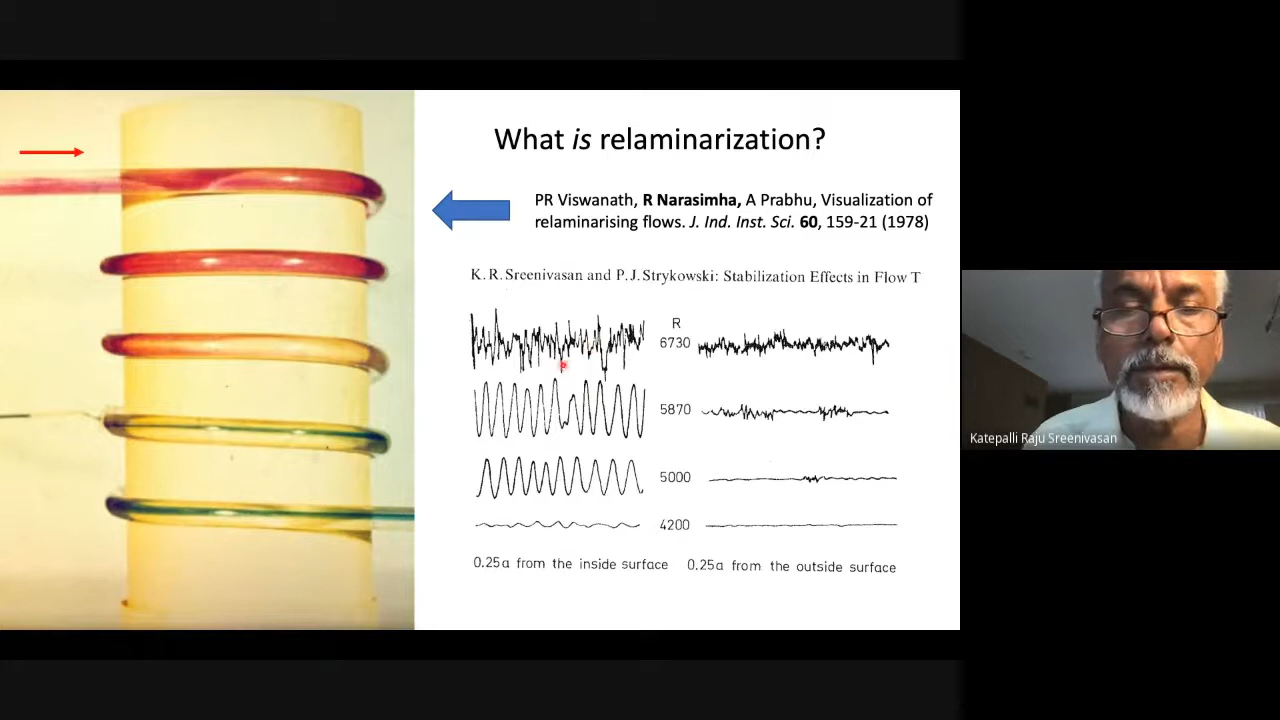 What is relaminarization?
PR Viswanath, R Narasimha, A Prabhu, Visualization of
relaminarising flows. J. Ind. Inst. Sci. 60, 159-21 (1978)
K. R. Sreenivasan and P. J. Strykowski: Stabilization Effects in Flow T
R
6730
5870
5000
4200
0.25a from the inside surface
0.25a from the outside surface
Katepalli Raju Sreenivasan